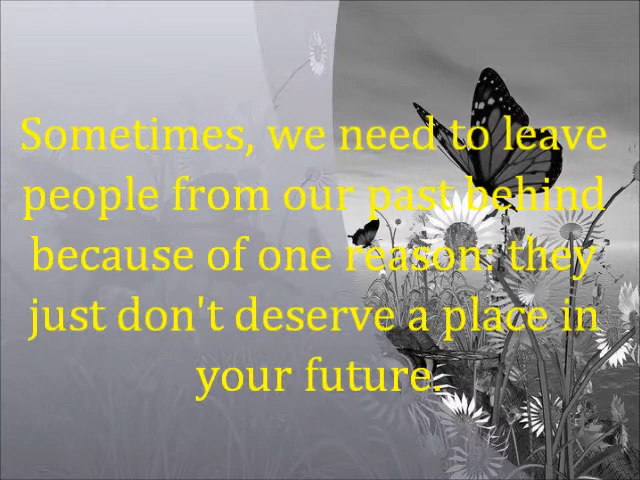 Sometimes, we need to leave
people from our past behind
because of one reason: they
just don't deserve a place in
your future.